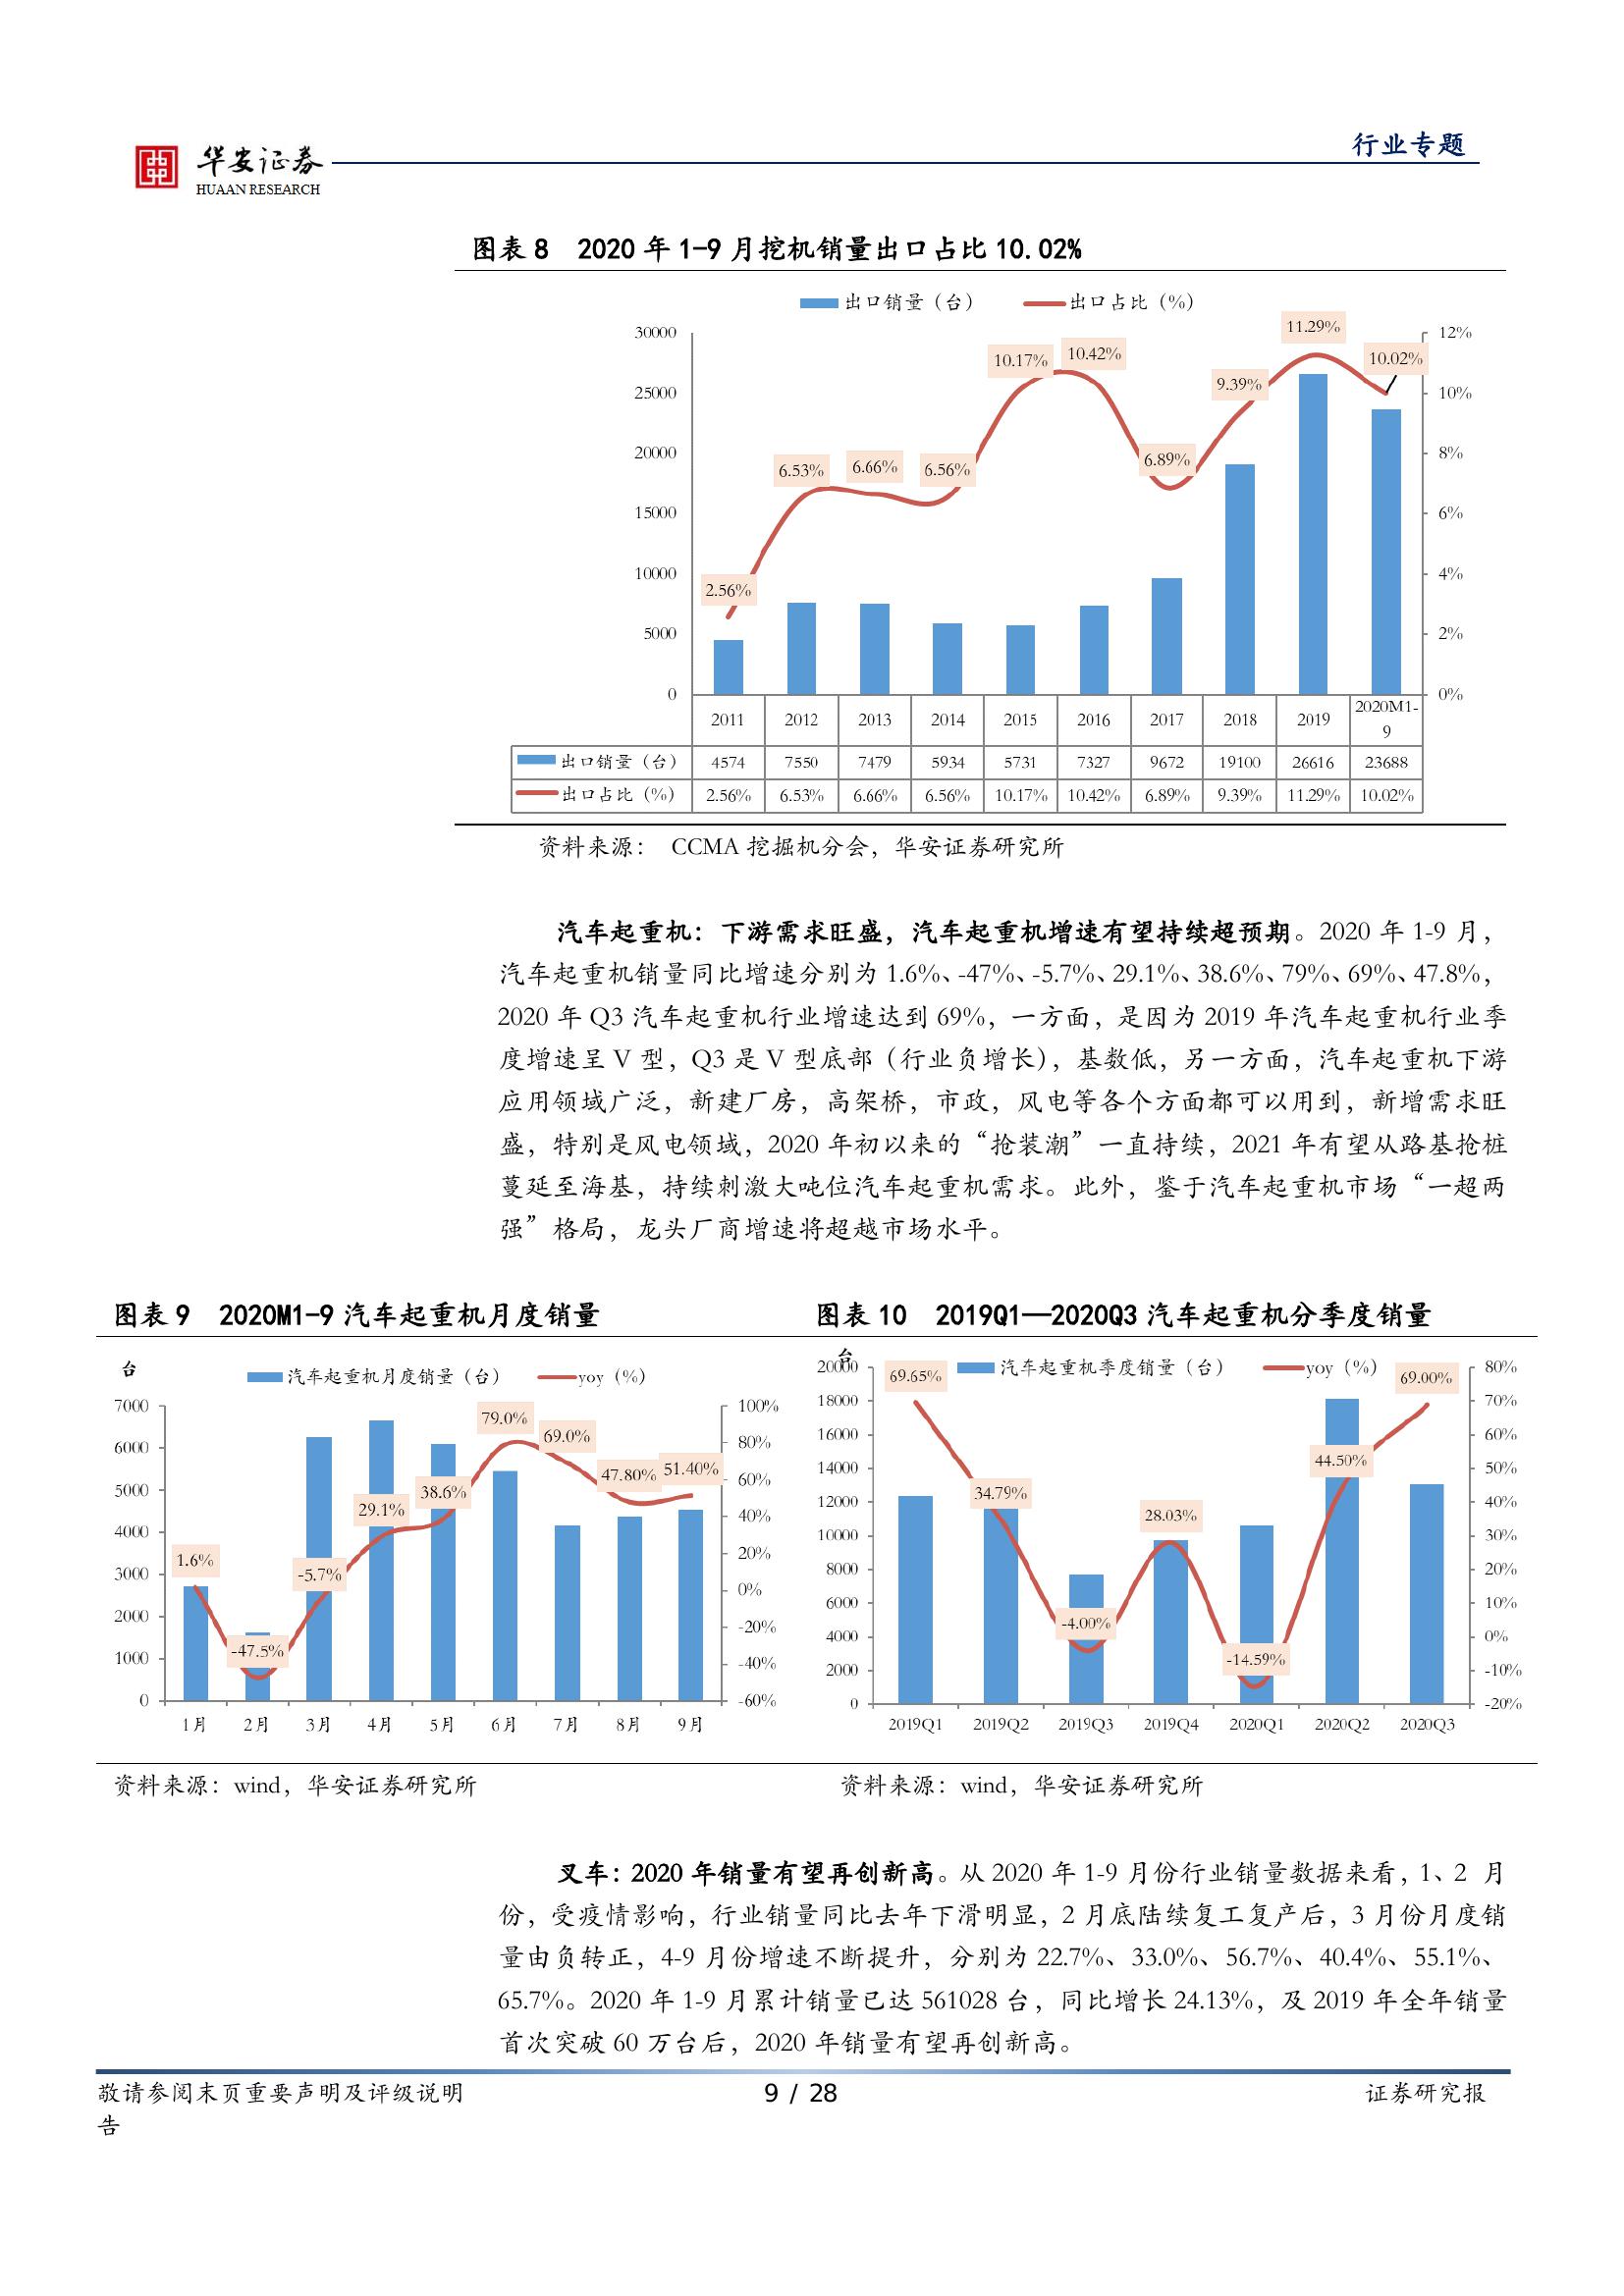 华安证券
HUAAN RESEARCH
行业专题
图表 8 2020 年 1-9 月挖机销量出口占比 10.02%
出口销量（台） 出口占比（%）
30000
25000
20000
15000
10000
5000
0
12%
10%
8%
6%
4%
2%
0%
2.56% 6.53% 6.66% 6.56% 10.17% 10.42% 6.89% 9.39% 11.29% 10.02%
2011 2012 2013 2014 2015 2016 2017 2018 2019 2020M1-9
出口销量（台） 4574 7550 7479 5934 5731 7327 9672 19100 26616 23688
出口占比（%） 2.56% 6.53% 6.66% 6.56% 10.17% 10.42% 6.89% 9.39% 11.29% 10.02%
资料来源： CCMA 挖掘机分会，华安证券研究所
汽车起重机：下游需求旺盛，汽车起重机增速有望持续超预期。2020 年 1-9 月，
汽车起重机销量同比增速分别为 1.6%、-47%、-5.7%、29.1%、38.6%、79%、69%、47.8%，
2020 年 Q3 汽车起重机行业增速达到 69%，一方面，是因为 2019 年汽车起重机行业季
度增速呈 V 型，Q3 是 V 型底部（行业负增长），基数低，另一方面，汽车起重机下游
应用领域广泛，新建厂房，高架桥，市政，风电等各个方面都可以用到，新增需求旺
盛，特别是风电领域，2020 年初以来的“抢装潮”一直持续，2021 年有望从路基抢桩
蔓延至海基，持续刺激大吨位汽车起重机需求。此外，鉴于汽车起重机市场“一超两
强”格局，龙头厂商增速将超越市场水平。
图表 9 2020M1-9 汽车起重机月度销量
台
汽车起重机月度销量（台） yoy（%）
7000
6000
5000
4000
3000
2000
1000
0
100%
80%
60%
40%
20%
0%
-20%
-40%
-60%
1.6% -47.5% -5.7% 29.1% 38.6% 79.0% 69.0% 47.80% 51.40%
1月 2月 3月 4月 5月 6月 7月 8月 9月
资料来源：wind，华安证券研究所
图表 10 2019Q1—2020Q3 汽车起重机分季度销量
台
汽车起重机季度销量（台） yoy（%）
20000
18000
16000
14000
12000
10000
8000
6000
4000
2000
0
80%
70%
60%
50%
40%
30%
20%
10%
0%
-10%
-20%
69.65% 34.79% -4.00% 28.03% -14.59% 44.50% 69.00%
2019Q1 2019Q2 2019Q3 2019Q4 2020Q1 2020Q2 2020Q3
资料来源：wind，华安证券研究所
叉车：2020 年销量有望再创新高。从 2020 年 1-9 月份行业销量数据来看，1、2 月
份，受疫情影响，行业销量同比去年下滑明显，2 月底陆续复工复产后，3 月份月度销
量由负转正，4-9 月份增速不断提升，分别为 22.7%、33.0%、56.7%、40.4%、55.1%、
65.7%。2020 年 1-9 月累计销量已达 561028 台，同比增长 24.13%，及 2019 年全年销量
首次突破 60 万台后，2020 年销量有望再创新高。
敬请参阅末页重要声明及评级说明 9 / 28 证券研究报
告